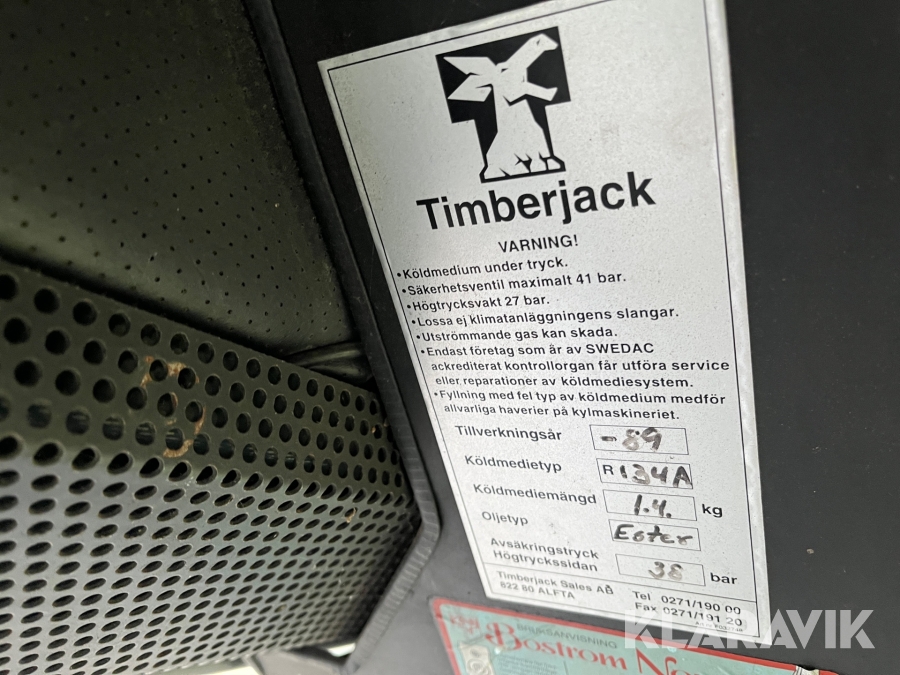 Timberjack
VARNING!
•Köldmedium under tryck.
•Säkerhetsventil maximalt 41 bar.
•Högtrycksvakt 27 bar.
•Lossa ej klimatanläggningens slangar.
•Utströmmande gas kan skada.
•Endast företag som är av SWEDAC
ackrediterat kontrollorgan får utföra service
eller reparationer av köldmediesystem.
•Fyllning med fel typ av köldmedium medför
allvarliga haverier på kylmaskineriet.
Tillverkningsår -89
Köldmedietyp R 134A
Köldmediemängd 1.4. kg
Oljetyp Ester
Avsäkringstryck
Högtryckssidan 38 bar
Timberjack Sales AB Tel 0271/190 00
822 80 ALFTA Fax 0271/191 20
KLARAVIK
BRUKSANVISNING
Bostrom